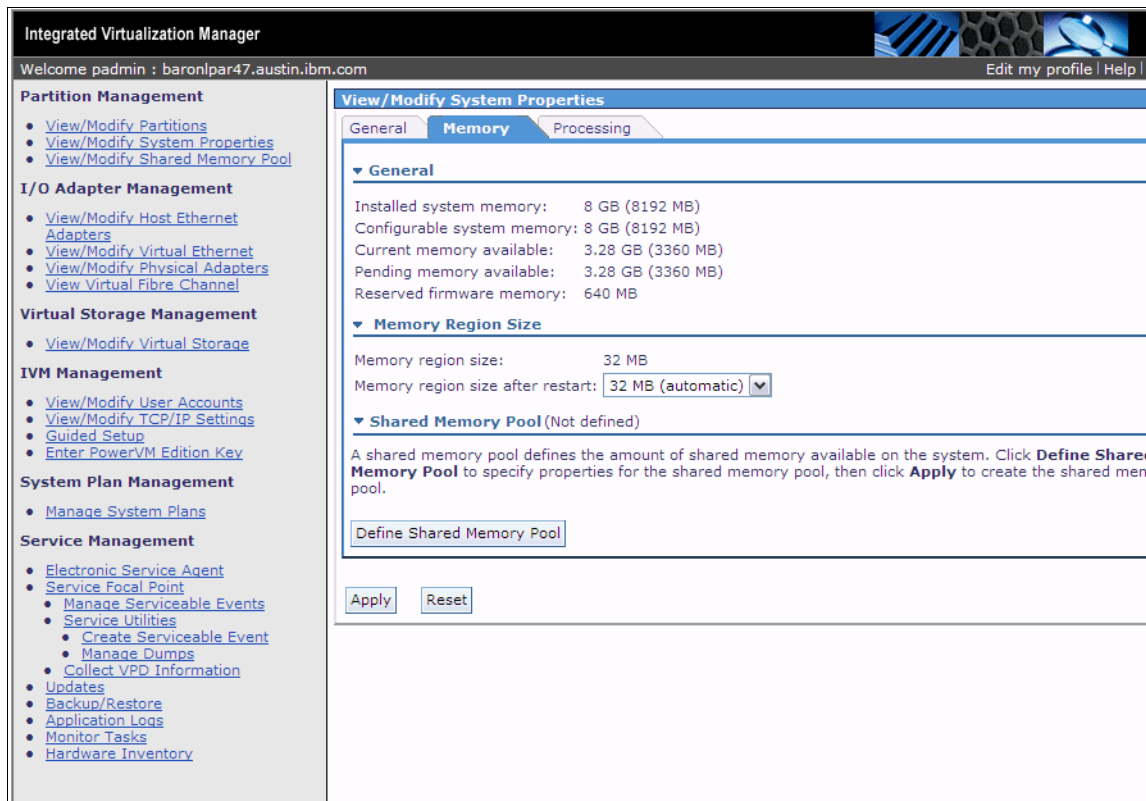 Integrated Virtualization Manager
Welcome padmin : baronlpar47.austin.ibm.com
Edit my profile | Help |
Partition Management
View/Modify Partitions
View/Modify System Properties
View/Modify Shared Memory Pool
I/O Adapter Management
View/Modify Host Ethernet
Adapters
View/Modify Virtual Ethernet
View/Modify Physical Adapters
View Virtual Fibre Channel
Virtual Storage Management
View/Modify Virtual Storage
IVM Management
View/Modify User Accounts
View/Modify TCP/IP Settings
Guided Setup
Enter PowerVM Edition Key
System Plan Management
Manage System Plans
Service Management
Electronic Service Agent
Service Focal Point
Manage Serviceable Events
Service Utilities
Create Serviceable Event
Manage Dumps
Collect VPD Information
Updates
Backup/Restore
Application Logs
Monitor Tasks
Hardware Inventory
View/Modify System Properties
General Memory Processing
General
Installed system memory: 8 GB (8192 MB)
Configurable system memory: 8 GB (8192 MB)
Current memory available: 3.28 GB (3360 MB)
Pending memory available: 3.28 GB (3360 MB)
Reserved firmware memory: 640 MB
Memory Region Size
Memory region size: 32 MB
Memory region size after restart: 32 MB (automatic)
Shared Memory Pool (Not defined)
A shared memory pool defines the amount of shared memory available on the system. Click Define Shared
Memory Pool to specify properties for the shared memory pool, then click Apply to create the shared mem
pool.
Define Shared Memory Pool
Apply Reset